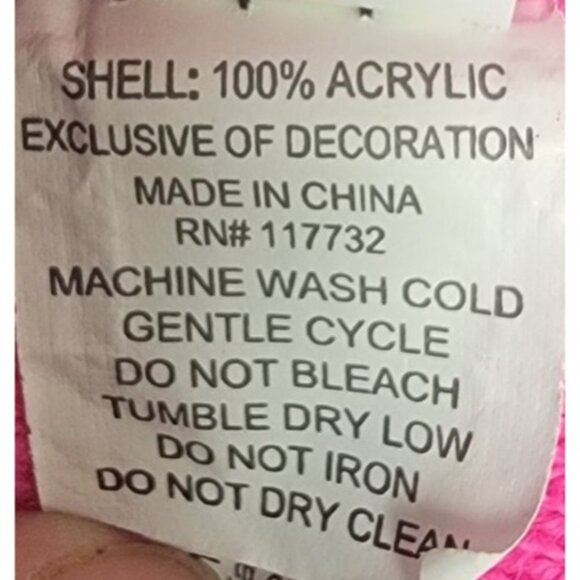 SHELL: 100% ACRYLIC
EXCLUSIVE OF DECORATION
MADE IN CHINA
RN# 117732
MACHINE WASH COLD
GENTLE CYCLE
DO NOT BLEACH
TUMBLE DRY LOW
DO NOT IRON
DO NOT DRY CLEAN